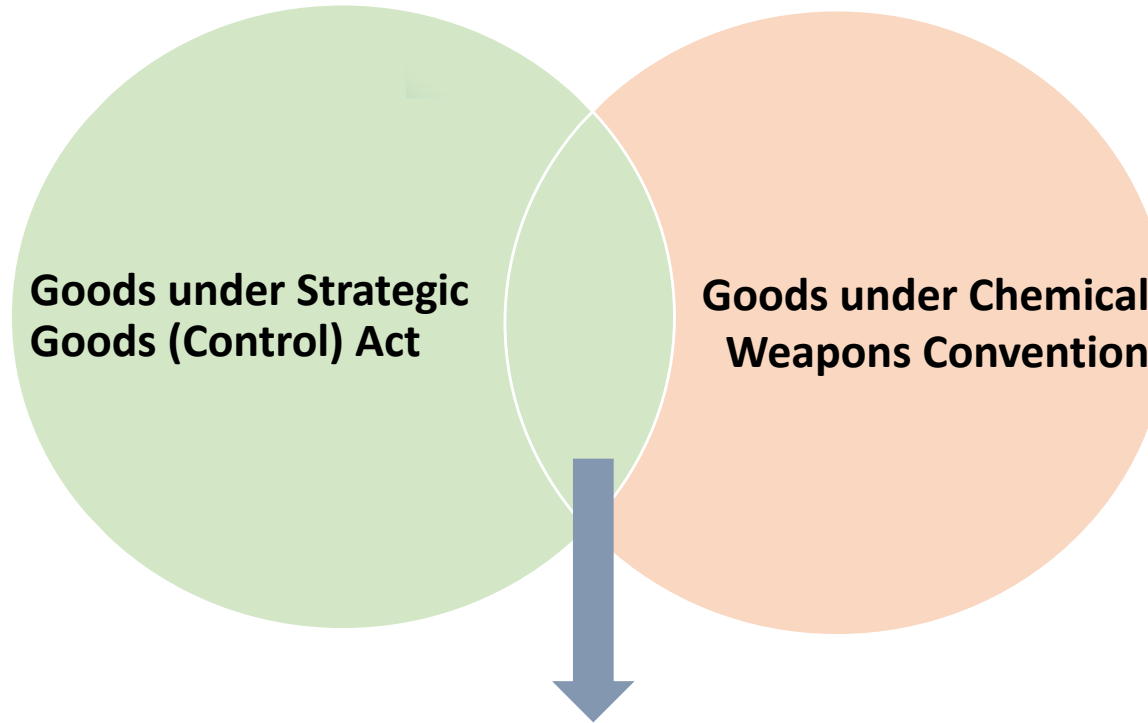 Goods under Strategic
Goods (Control) Act
Goods under Chemical
Weapons Convention